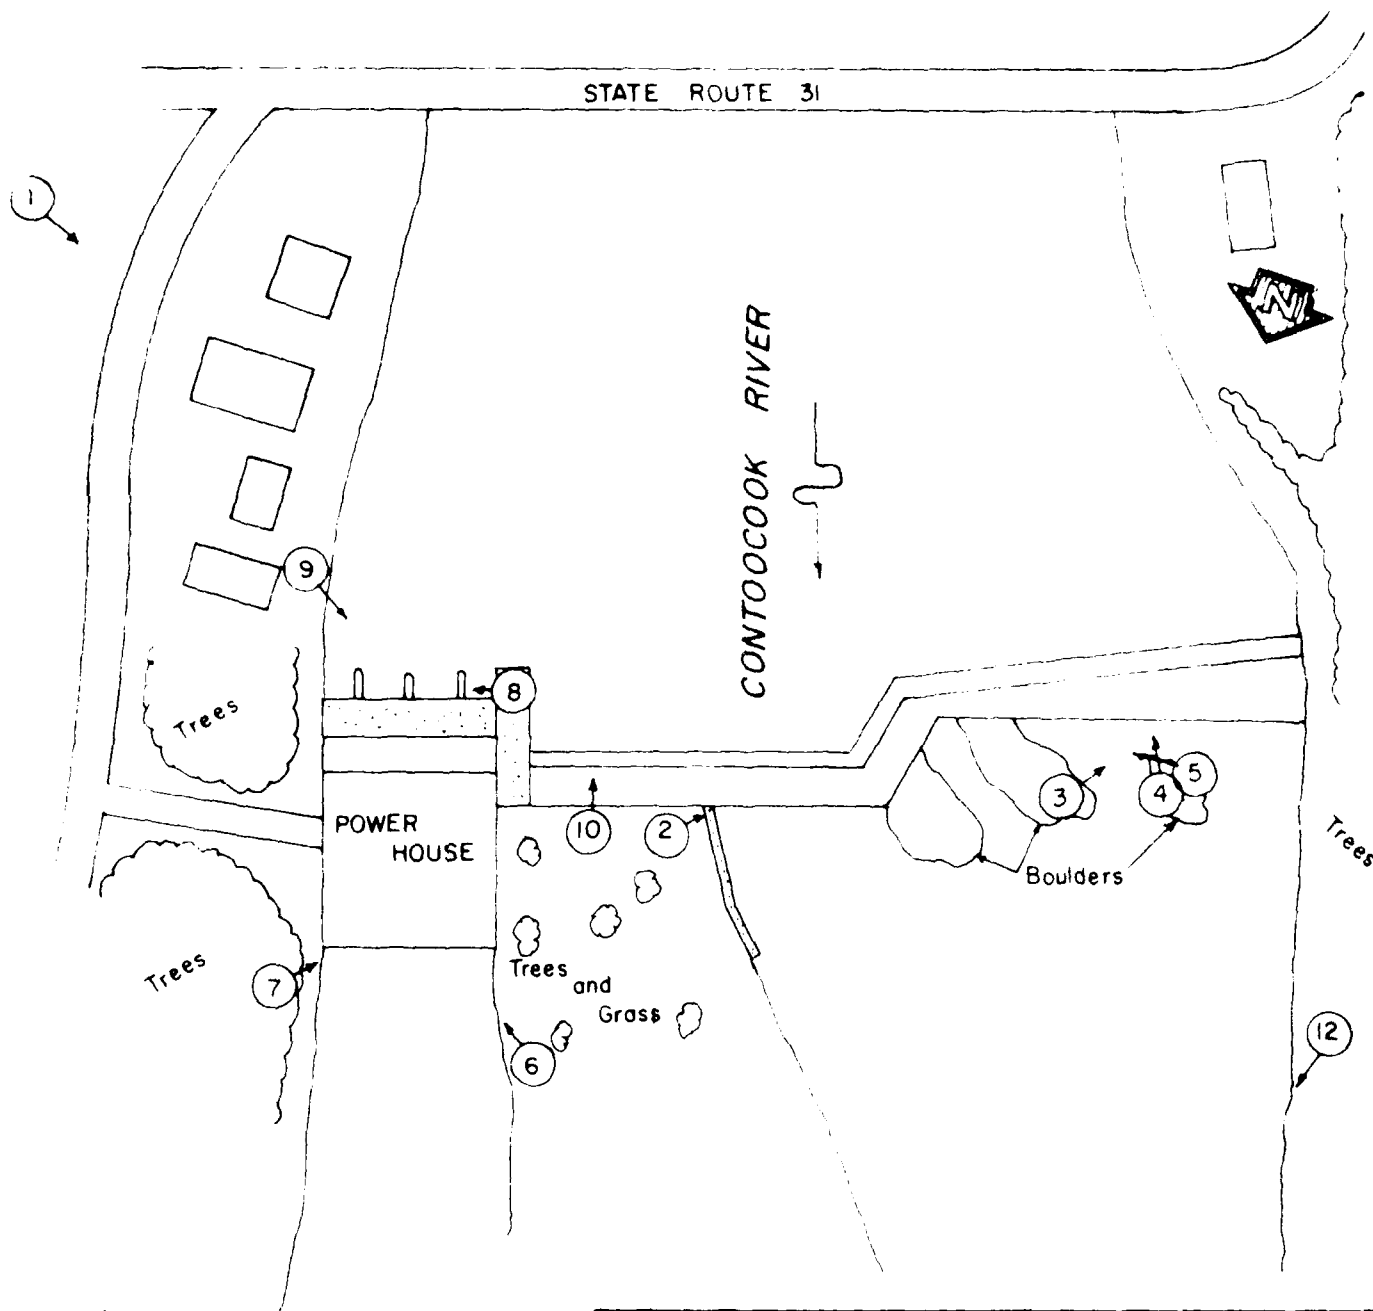 STATE ROUTE 31
1
N
CONTOOCOOK RIVER
9
8
Trees
5
3
4
10
2
POWER
HOUSE
Trees
Boulders
Trees
7
Trees
and
Grass
12
6